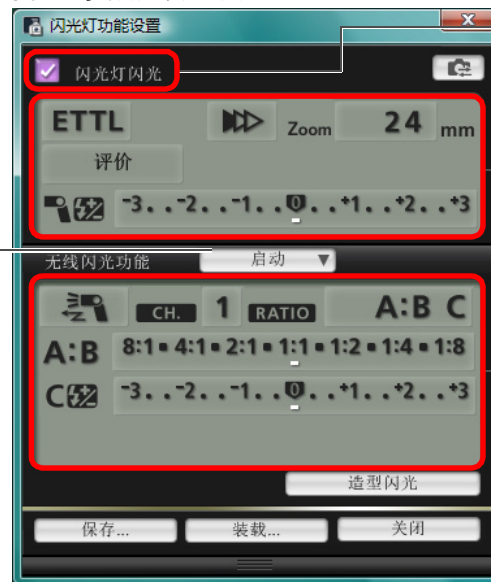 闪光灯功能设置
闪光灯闪光
ETTL Zoom 24 mm
评价
-3..-2..-1..0..+1..+2..+3
无线闪光功能 启动 ▼
CH. 1 RATIO A:B C
A:B 8:1▪4:1▪2:1▪1:1▪1:2▪1:4▪1:8
C -3..-2..-1..0..+1..+2..+3
造型闪光
保存... 装载... 关闭